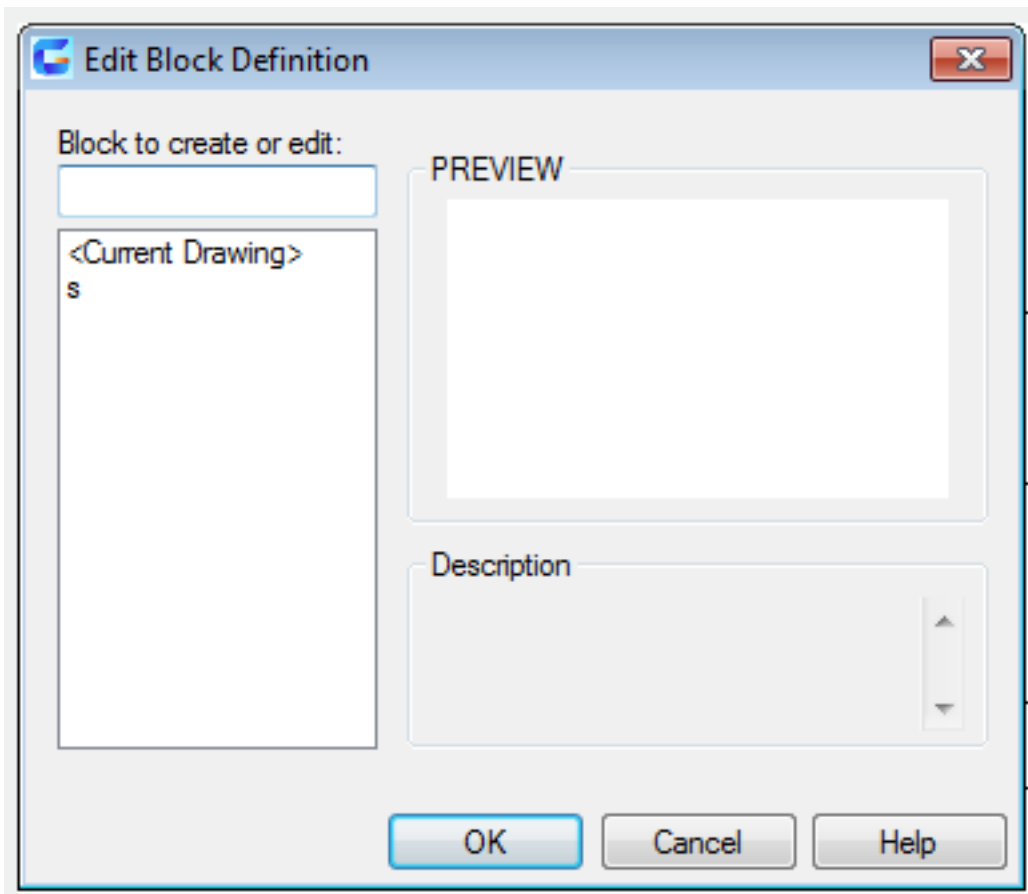 Edit Block Definition
Block to create or edit:
PREVIEW
<Current Drawing>
s
Description
OK
Cancel
Help